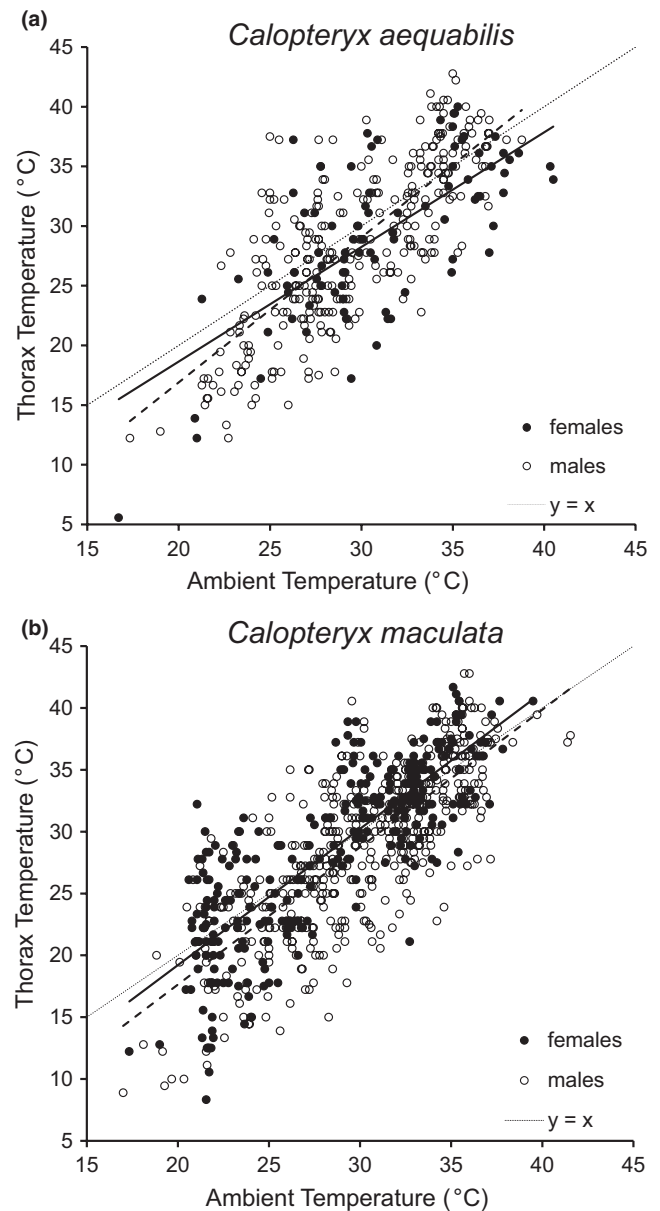 (a)
Calopteryx aequabilis
45
40
35
30
25
20
15
10
5
Thorax Temperature (°C)
females
males
y = x
15 20 25 30 35 40 45
Ambient Temperature (°C)
(b)
Calopteryx maculata
45
40
35
30
25
20
15
10
5
Thorax Temperature (°C)
females
males
y = x
15 20 25 30 35 40 45
Ambient Temperature (°C)